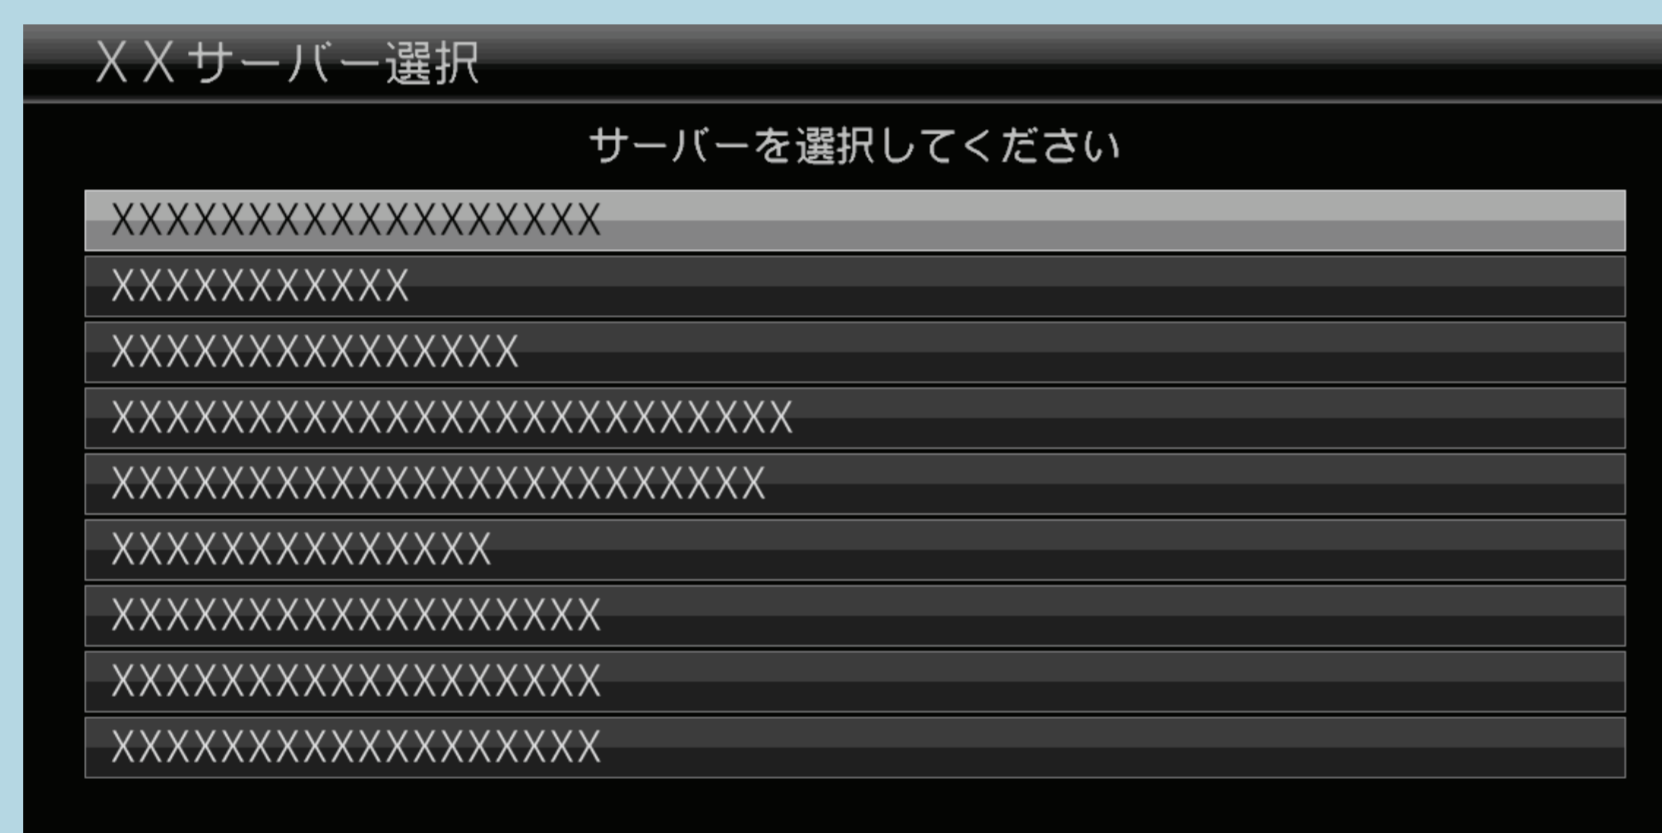 ＸＸサーバー選択
サーバーを選択してください
XXXXXXXXXXXXXXXXXX
XXXXXXXXXXX
XXXXXXXXXXXXXXX
XXXXXXXXXXXXXXXXXXXXXXXXX
XXXXXXXXXXXXXXXXXXXXXXXX
XXXXXXXXXXXXXX
XXXXXXXXXXXXXXXXXX
XXXXXXXXXXXXXXXXXX
XXXXXXXXXXXXXXXXXX